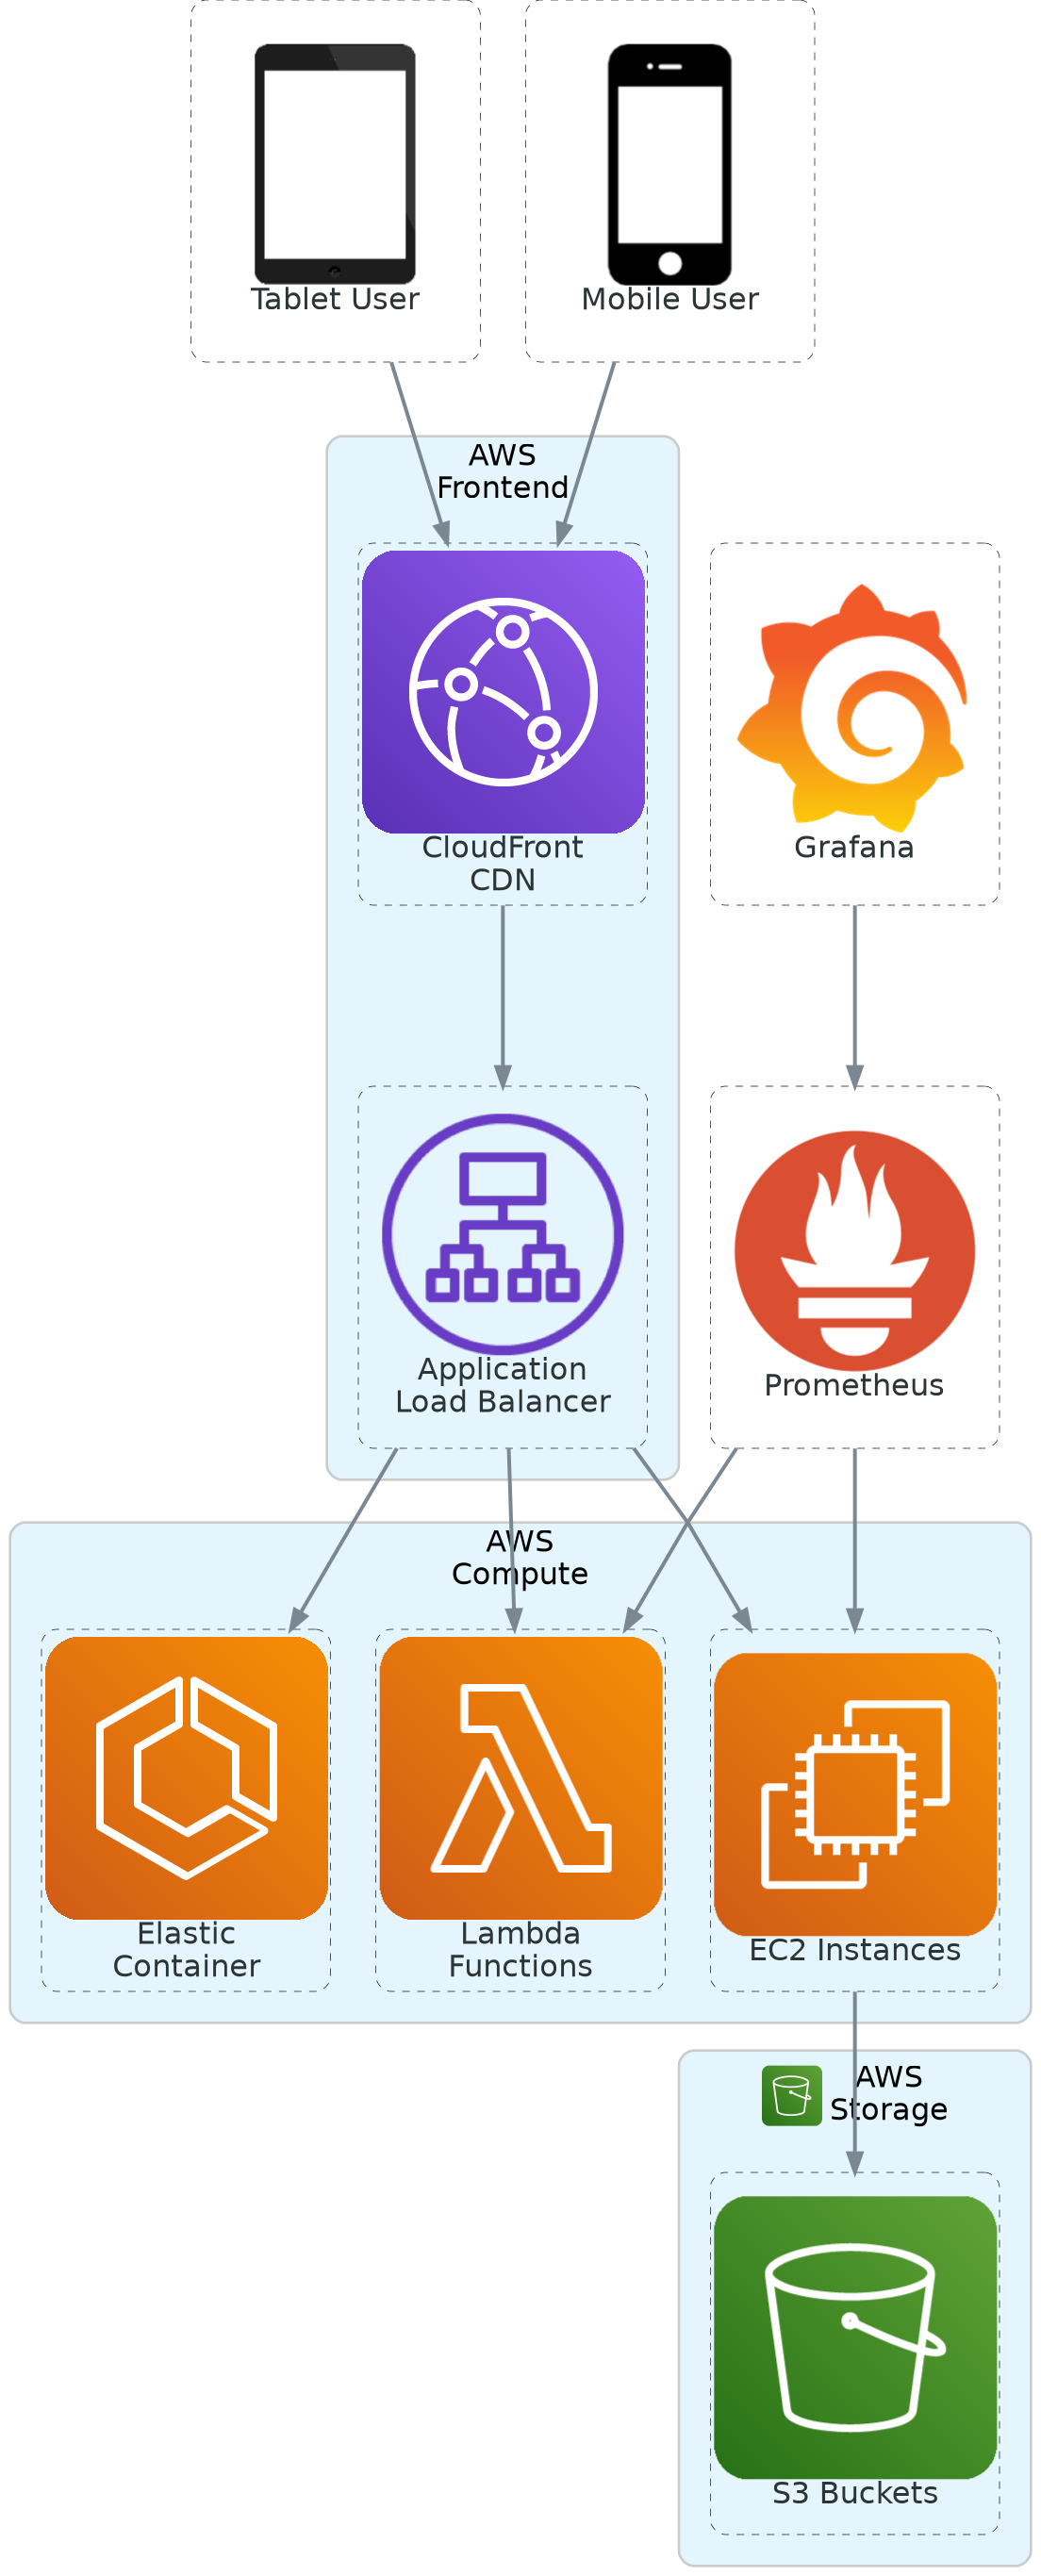 Tablet User
Mobile User
AWS
Frontend
CloudFront
CDN
Grafana
Application
Load Balancer
Prometheus
AWS
Compute
Elastic
Container
Lambda
Functions
EC2 Instances
AWS
Storage
S3 Buckets